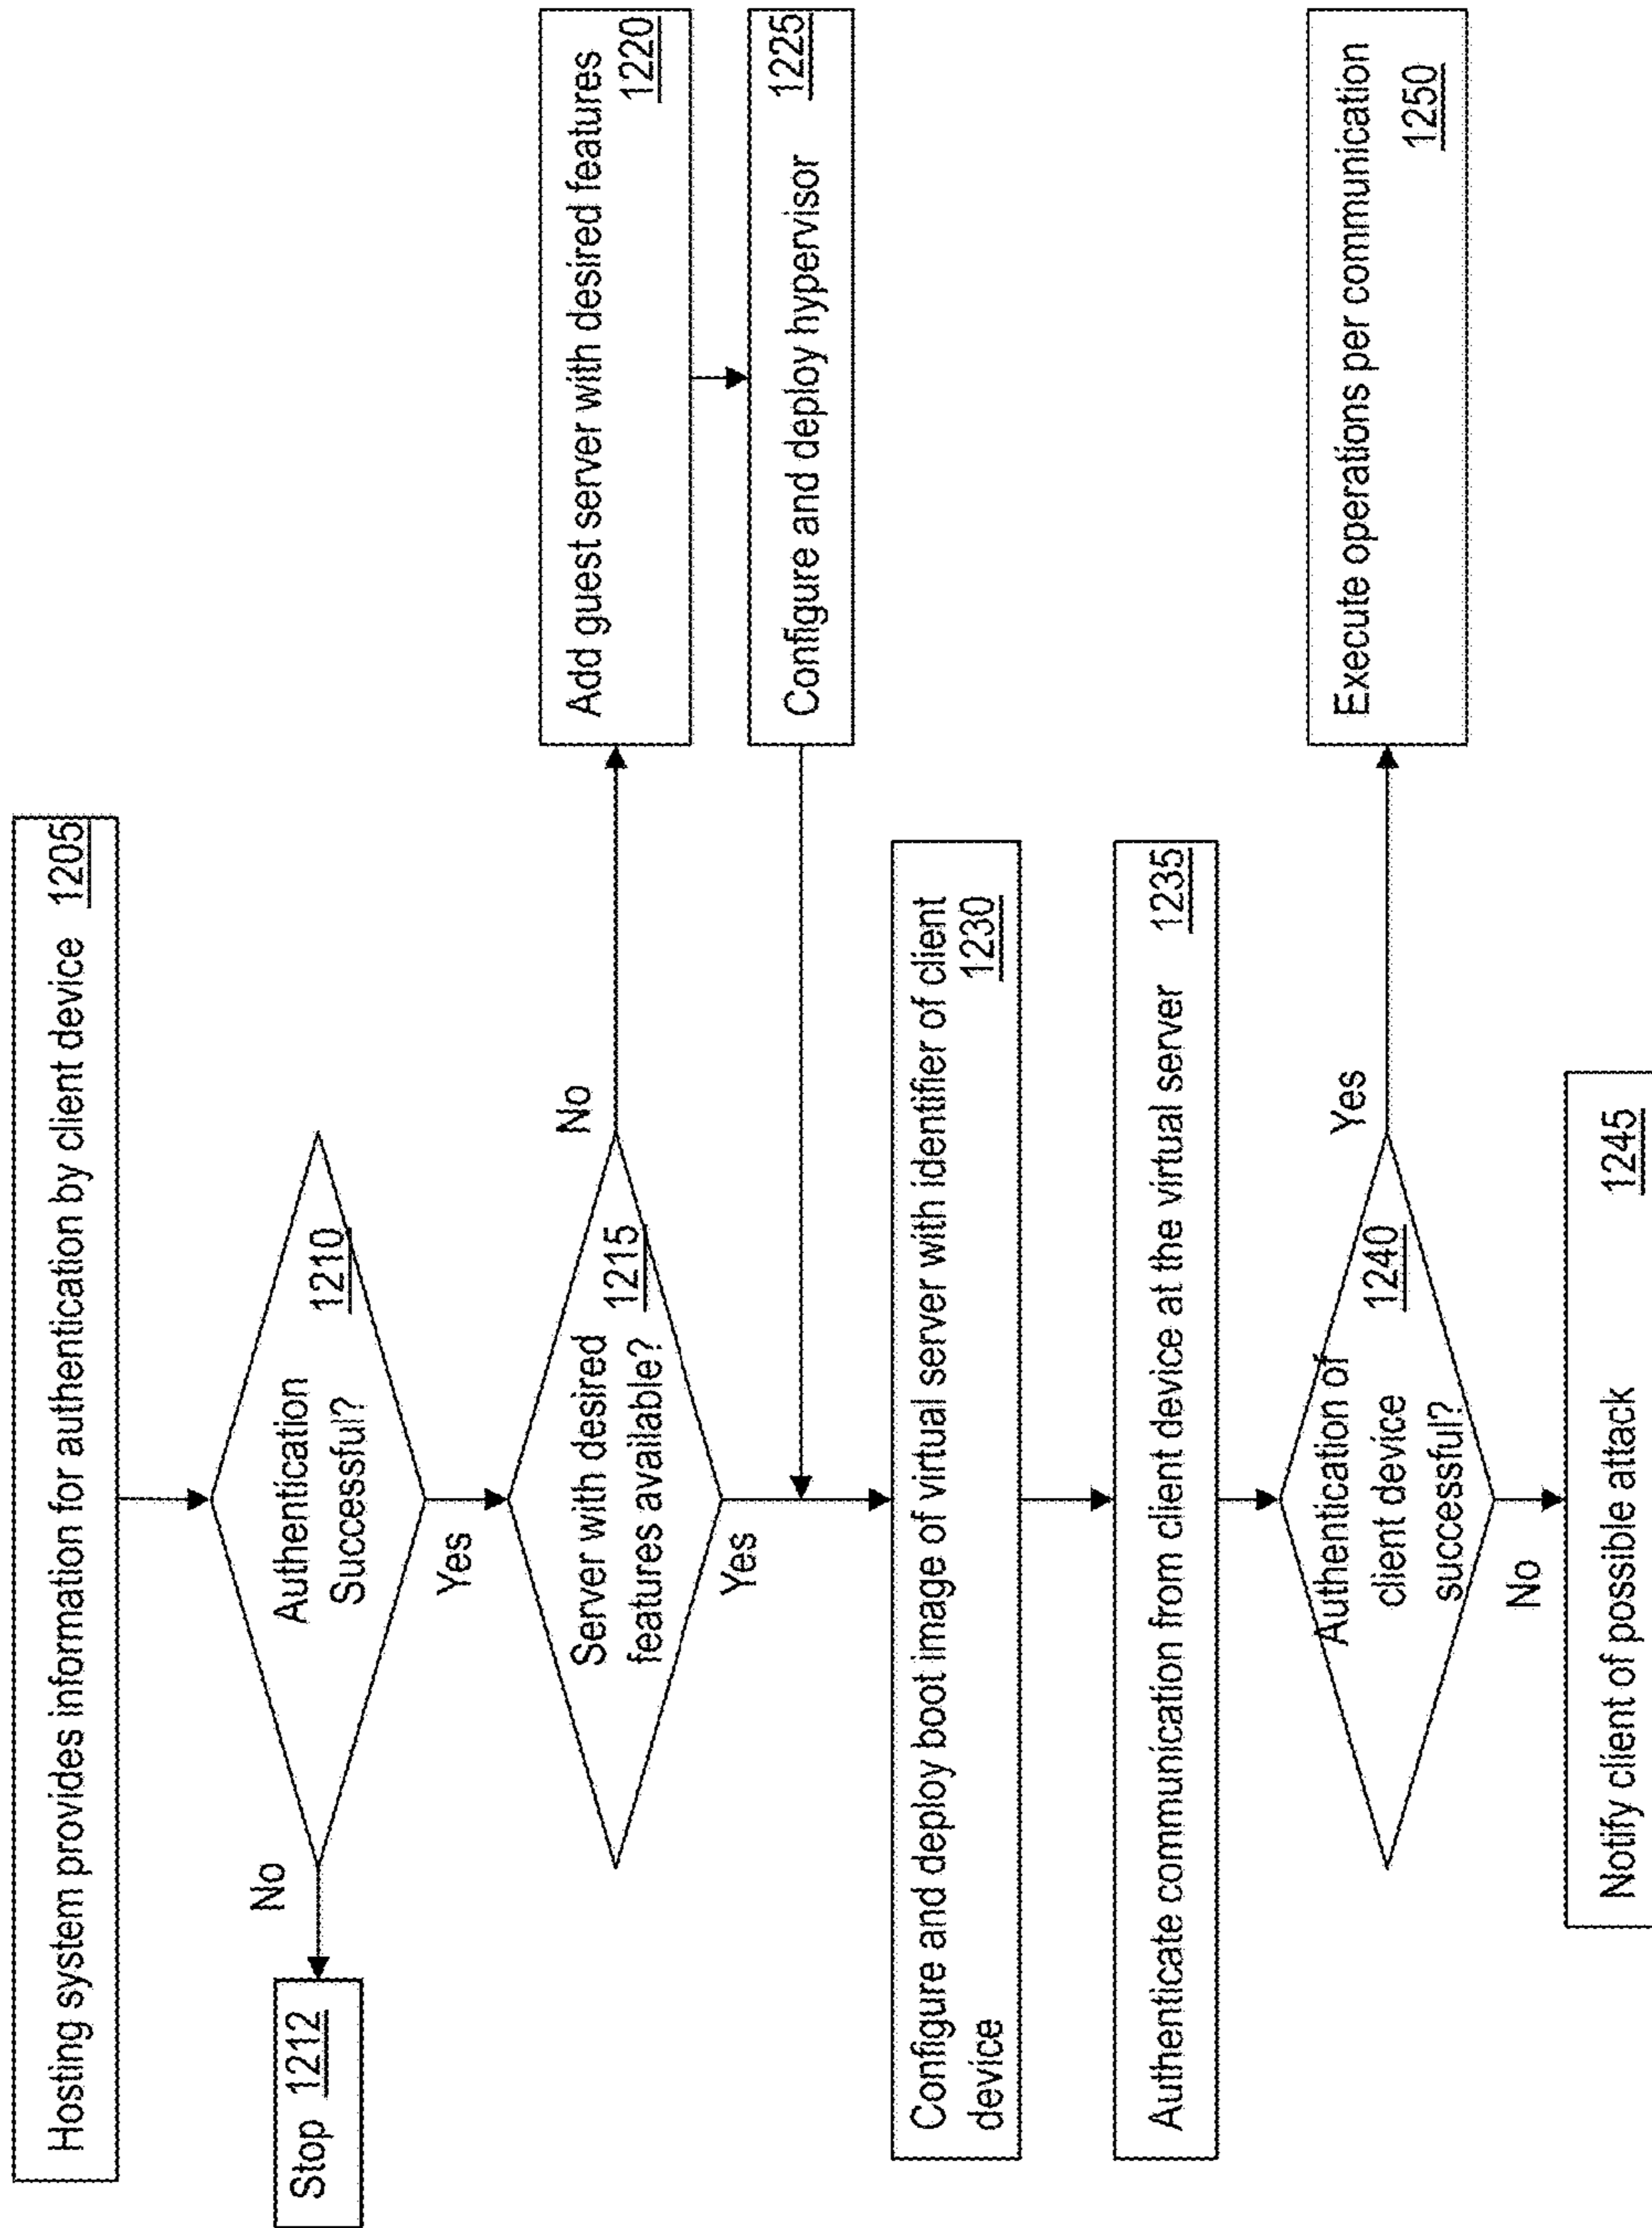 Hosting system provides information for authentication by client device 1205
Authentication
Successful?
1210
No
Stop 1212
Yes
Server with desired
features available?
1215
No
Add guest server with desired features
1220
Configure and deploy hypervisor 1225
Yes
Configure and deploy boot image of virtual server with identifier of client
device
1230
Authenticate communication from client device at the virtual server 1235
Authentication of
client device
successful?
1240
Yes
Execute operations per communication
1250
No
Notify client of possible attack 1245